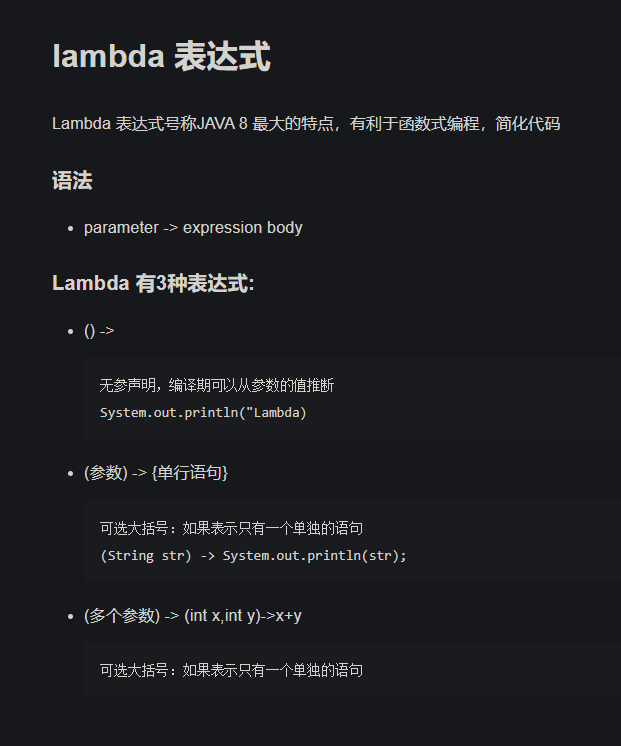 lambda 表达式
Lambda 表达式号称JAVA 8 最大的特点，有利于函数式编程，简化代码
语法
parameter -> expression body
Lambda 有3种表达式:
() ->
无参声明，编译期可以从参数的值推断
System.out.println("Lambda)
(参数) -> {单行语句}
可选大括号：如果表示只有一个单独的语句
(String str) -> System.out.println(str);
(多个参数) -> (int x,int y)->x+y
可选大括号：如果表示只有一个单独的语句